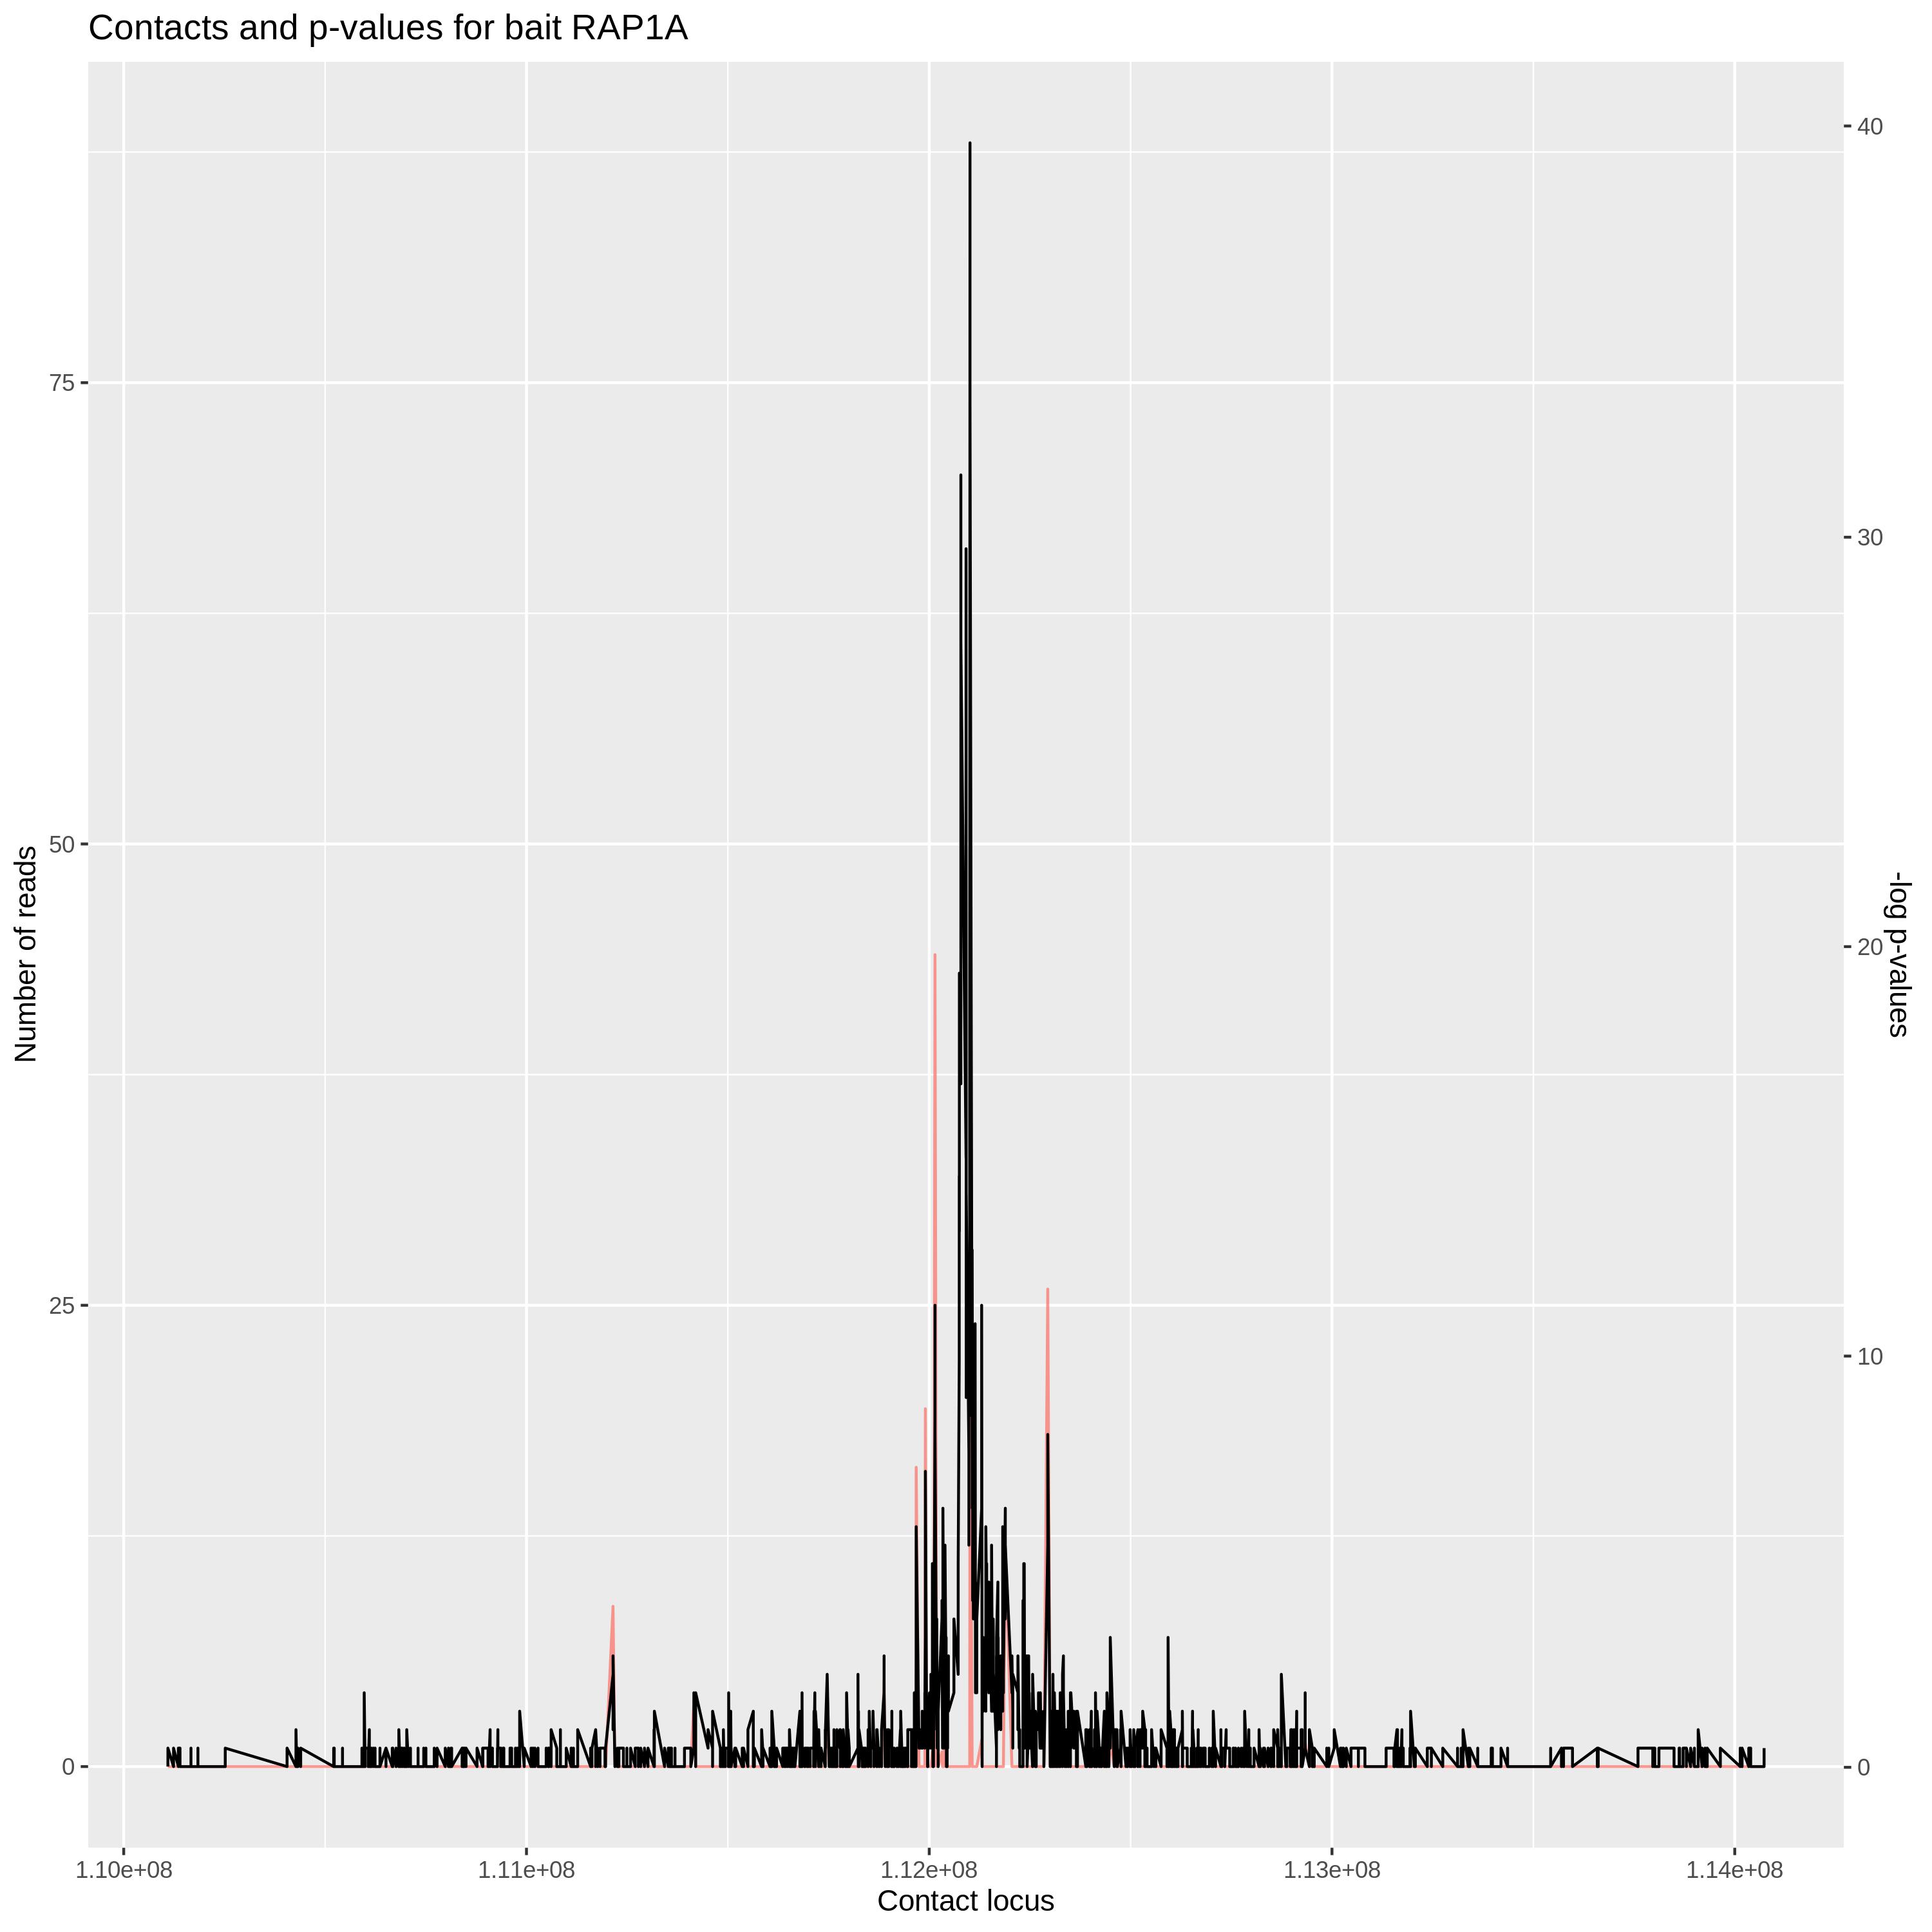 Contacts and p-values for bait RAP1A
Number of reads
75
50
25
0
40
30
20
10
0
-log p-values
1.10e+08 1.11e+08 1.12e+08 1.13e+08 1.14e+08
Contact locus